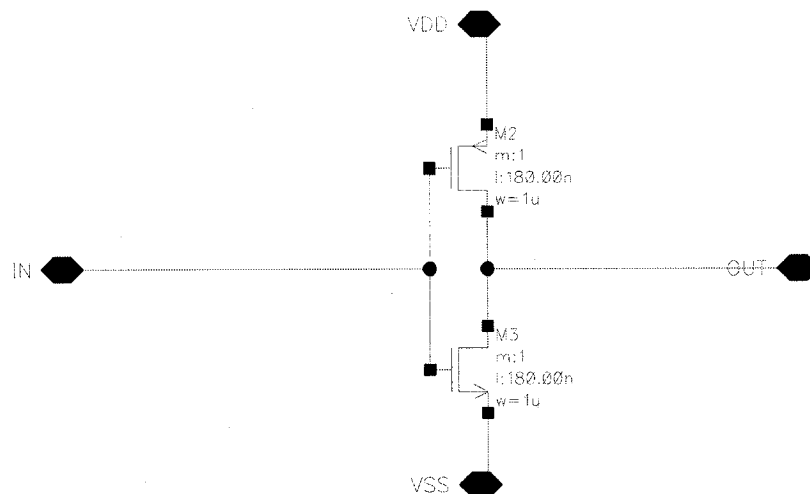 VDD
M2
m:1
l:180.00n
w=1u
IN
OUT
M3
m:1
l:180.00n
w=1u
VSS